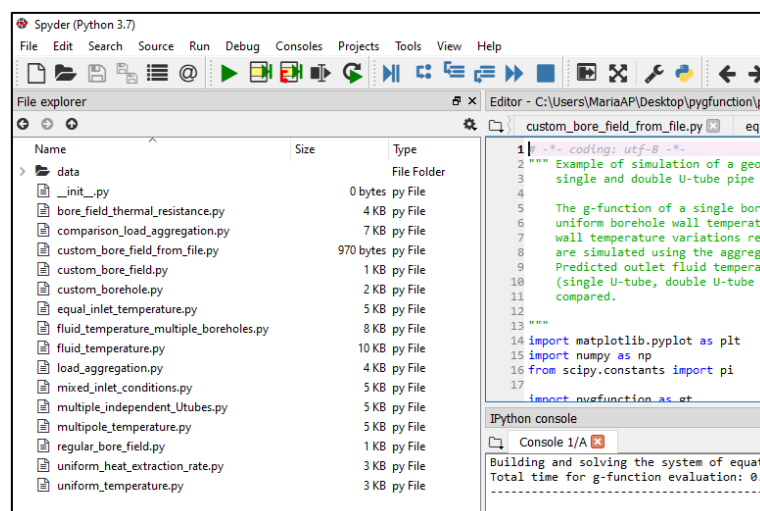 Spyder (Python 3.7)
File Edit Search Source Run Debug Consoles Projects Tools View Help
File explorer
Name Size Type
data File Folder
__init__.py 0 bytes py File
bore_field_thermal_resistance.py 4 KB py File
comparison_load_aggregation.py 7 KB py File
custom_bore_field_from_file.py 970 bytes py File
custom_bore_field.py 1 KB py File
custom_borehole.py 2 KB py File
equal_inlet_temperature.py 5 KB py File
fluid_temperature_multiple_boreholes.py 8 KB py File
fluid_temperature.py 10 KB py File
load_aggregation.py 4 KB py File
mixed_inlet_conditions.py 5 KB py File
multiple_independent_Utubes.py 5 KB py File
multipole_temperature.py 5 KB py File
regular_bore_field.py 1 KB py File
uniform_heat_extraction_rate.py 3 KB py File
uniform_temperature.py 3 KB py File
Editor - C:\Users\MariaAP\Desktop\pygfunction\
custom_bore_field_from_file.py eq
1 # -*- coding: utf-8 -*-
2 """ Example of simulation of a geo
3 single and double U-tube pipe
4
5 The g-function of a single bor
6 uniform borehole wall temperat
7 wall temperature variations re
8 are simulated using the aggreg
9 Predicted outlet fluid tempera
10 (single U-tube, double U-tube
11 compared.
12
13 """
14 import matplotlib.pyplot as plt
15 import numpy as np
16 from scipy.constants import pi
17
import pygfunction as gt
IPython console
Console 1/A
Building and solving the system of equat
Total time for g-function evaluation: 0.
----------------------------------------